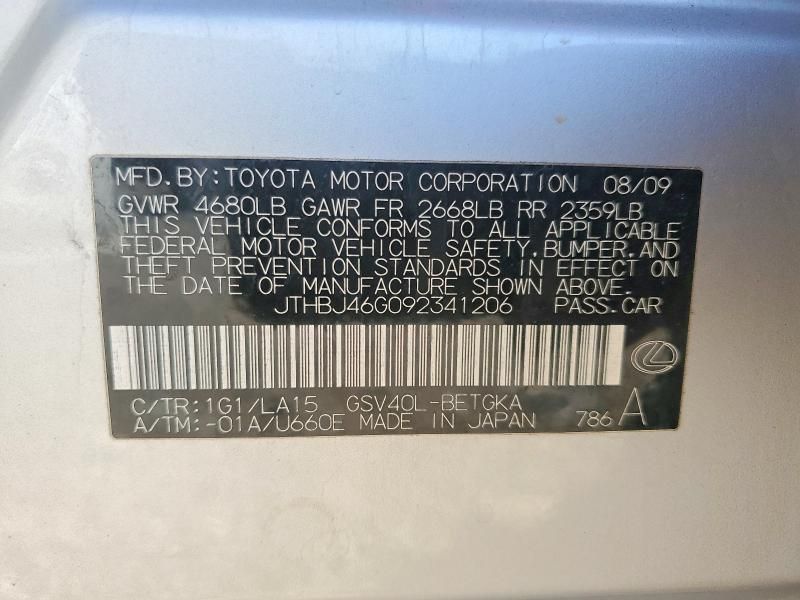 MFD.BY:TOYOTA MOTOR CORPORATION 08/09
GVWR 4680LB GAWR FR 2668LB RR 2359LB
THIS VEHICLE CONFORMS TO ALL APPLICABLE
FEDERAL MOTOR VEHICLE SAFETY,BUMPER,AND
THEFT PREVENTION STANDARDS IN EFFECT ON
THE DATE OF MANUFACTURE SHOWN ABOVE.
JTHBJ46G092341206 PASS.CAR
C/TR:1G1/LA15 GSV40L-BETGKA
A/TM:-01A/U660E MADE IN JAPAN 786 A